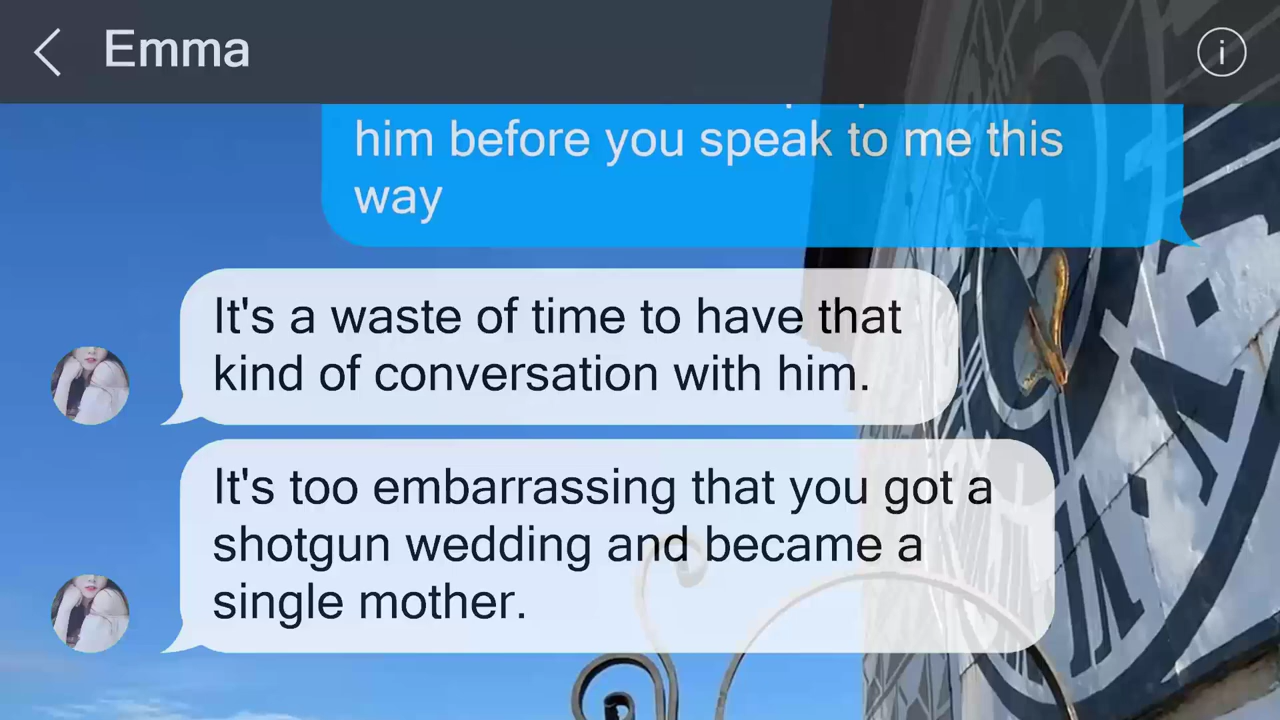 Emma
him before you speak to me this
way
It's a waste of time to have that
kind of conversation with him.
It's too embarrassing that you got a
shotgun wedding and became a
single mother.